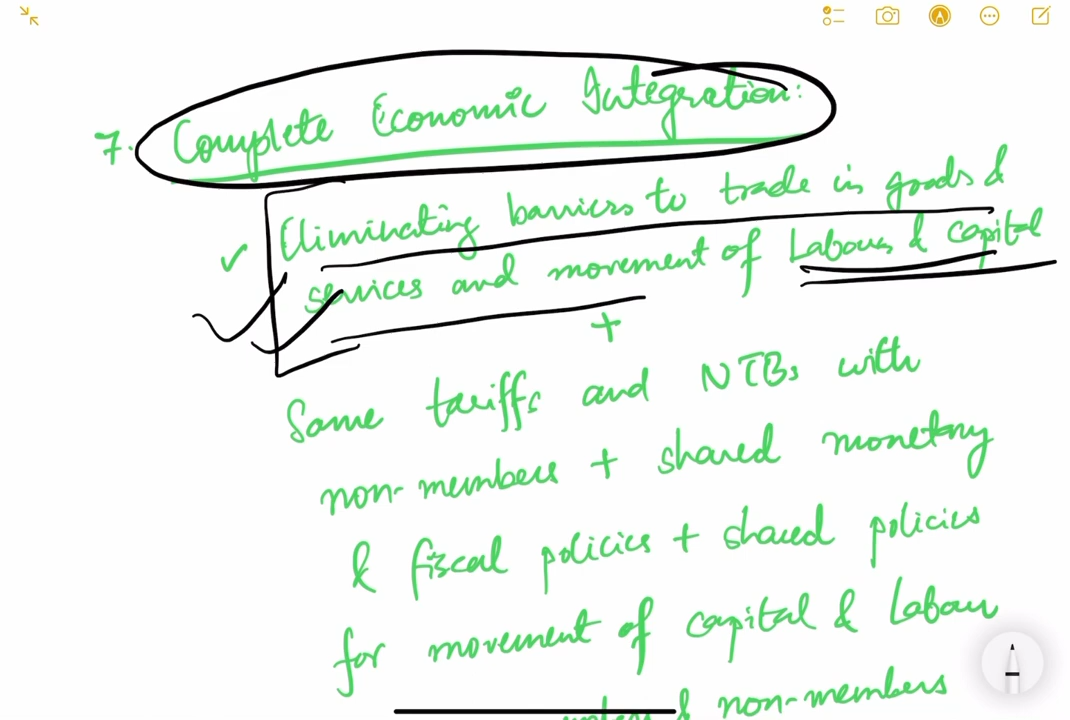 7. Complete Economic Integration:
Eliminating barriers to trade in goods &
services and movement of Labour & capital
+
Same tariffs and NTBs with
non-members + shared monetary
& fiscal policies + shared policies
for movement of capital & Labour
& non-members